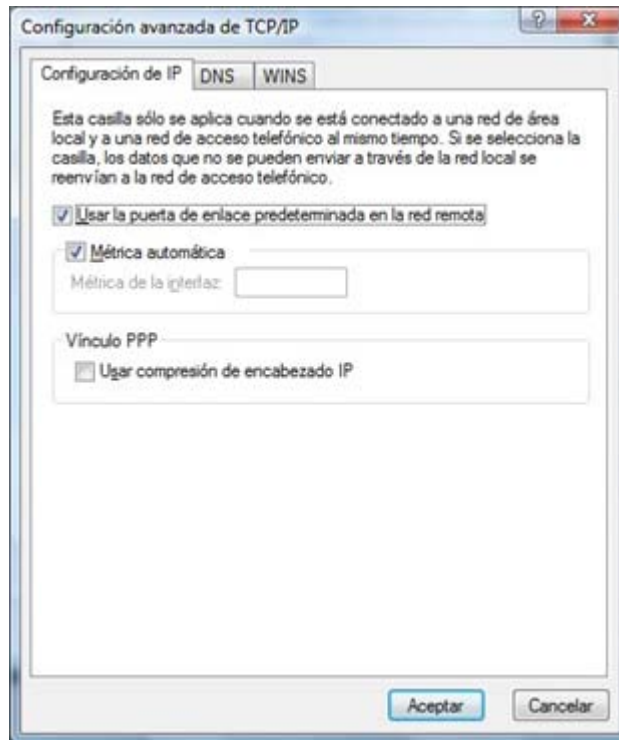 Configuración avanzada de TCP/IP
Configuración de IP DNS WINS
Esta casilla sólo se aplica cuando se está conectado a una red de área
local y a una red de acceso telefónico al mismo tiempo. Si se selecciona la
casilla, los datos que no se pueden enviar a través de la red local se
reenvían a la red de acceso telefónico.
Usar la puerta de enlace predeterminada en la red remota
Métrica automática
Métrica de la interfaz:
Vínculo PPP
Usar compresión de encabezado IP
Aceptar Cancelar